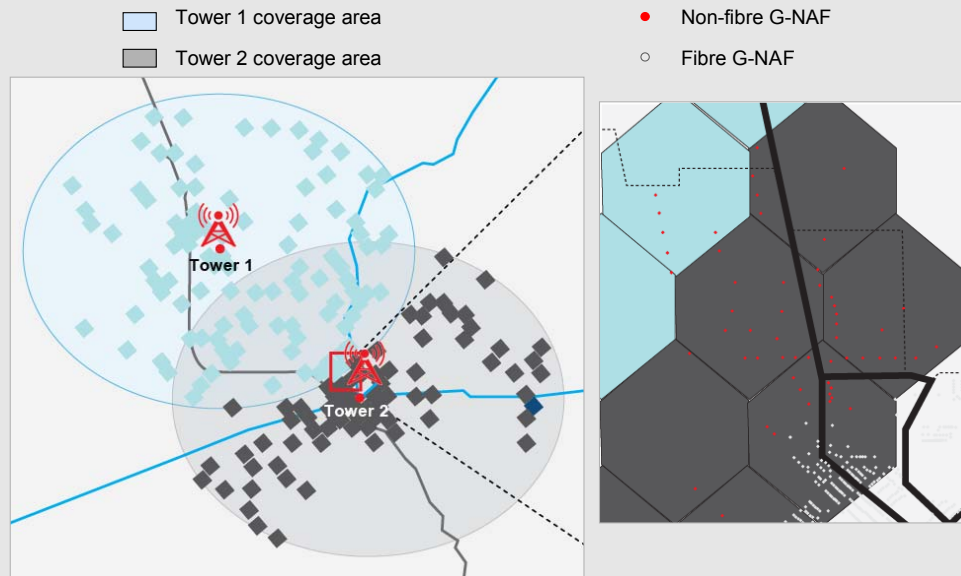 Tower 1 coverage area
Non-fibre G-NAF
Tower 2 coverage area
Fibre G-NAF
Tower 1
Tower 2